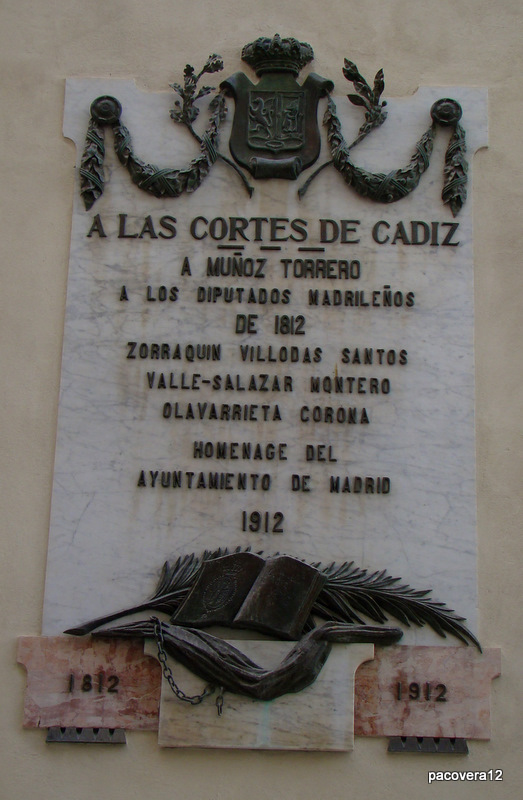 A LAS CORTES DE CADIZ
A MUÑOZ TORRERO
A LOS DIPUTADOS MADRILEÑOS
DE 1812
ZORRAQUIN VILLODAS SANTOS
VALLE-SALAZAR MONTERO
OLAVARRIETA CORONA
HOMENAGE DEL
AYUNTAMIENTO DE MADRID
1912
1812
1912
pacovera12